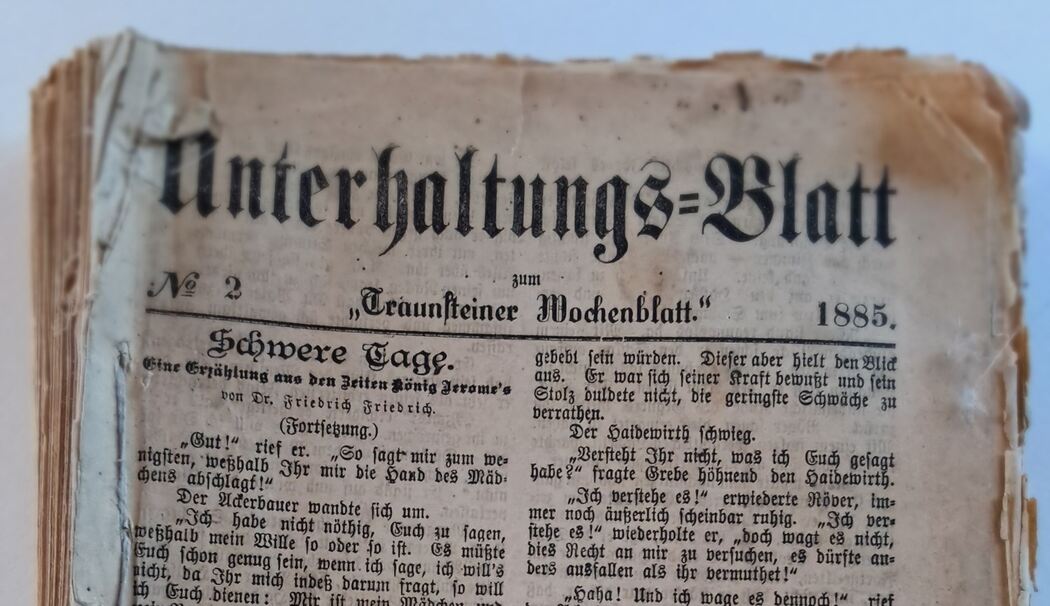 Unterhaltungs=Blatt
zum
№ 2
„Traunsteiner Wochenblatt.“
1885.
Schwere Tage.
Eine Erzählung aus den Zeiten König Jerome's
von Dr. Friedrich Friedrich.
(Fortsetzung.)
„Gut!“ rief er. „So sagt mir zum we=
nigsten, weßhalb Ihr mir die Hand des Mäd=
chens abschlagt!“
Der Ackerbauer wandte sich um.
„Ich habe nicht nöthig, Euch zu sagen,
weßhalb mein Wille so oder so ist. Es müßte
Euch schon genug sein, wenn ich sage, ich will's
nicht, da Ihr mich indeß darum fragt, so will
ich Euch dienen: Mir ist mein Mädchen und
gebebt sein würden. Dieser aber hielt den Blick
aus. Er war sich seiner Kraft bewußt und sein
Stolz duldete nicht, die geringste Schwäche zu
verrathen.
Der Haidewirth schwieg.
„Versteht Ihr nicht, was ich Euch gesagt
habe?“ fragte Grebe höhnend den Haidewirth.
„Ich verstehe es!“ erwiederte Röver, im=
mer noch äußerlich scheinbar ruhig. „Ich ver=
stehe es!“ wiederholte er, „doch wagt es nicht,
dies Recht an mir zu versuchen, es dürfte an=
ders ausfallen als ihr vermuthet!“
„Haha! Und ich wage es dennoch!“ rief